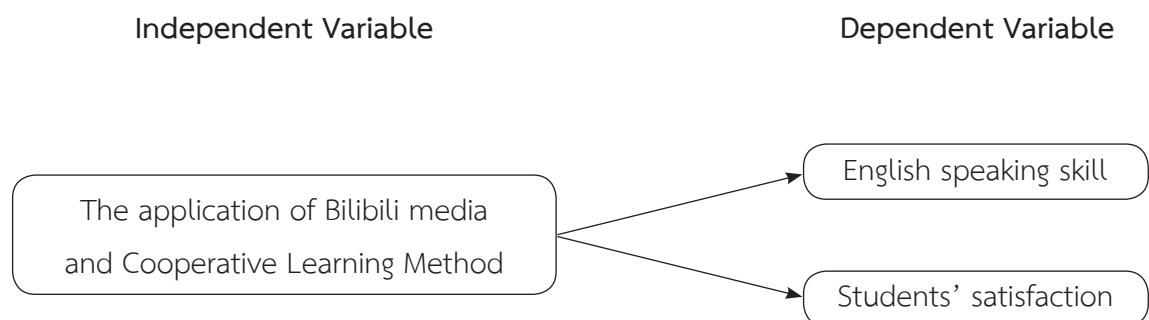 Independent Variable
Dependent Variable
The application of Bilibili media
and Cooperative Learning Method
English speaking skill
Students’ satisfaction